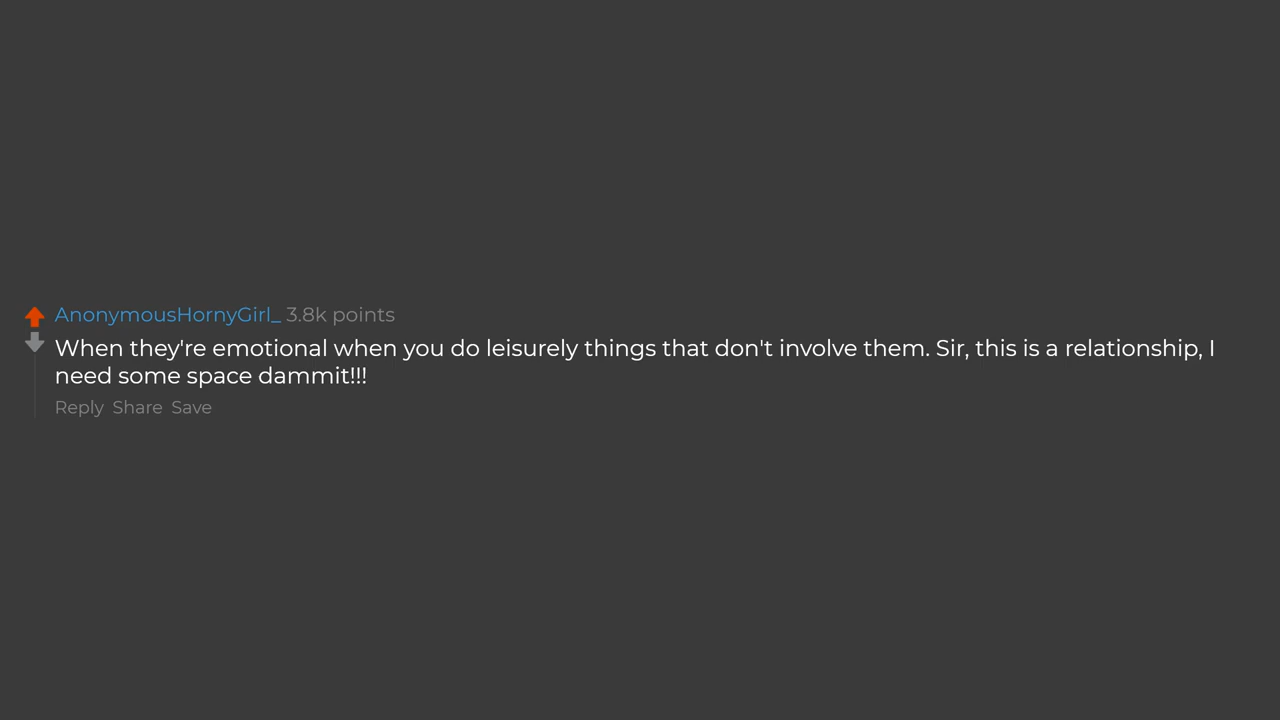 AnonymousHornyGirl_ 3.8k points
When they're emotional when you do leisurely things that don't involve them. Sir, this is a relationship, I
need some space dammit!!!
Reply Share Save